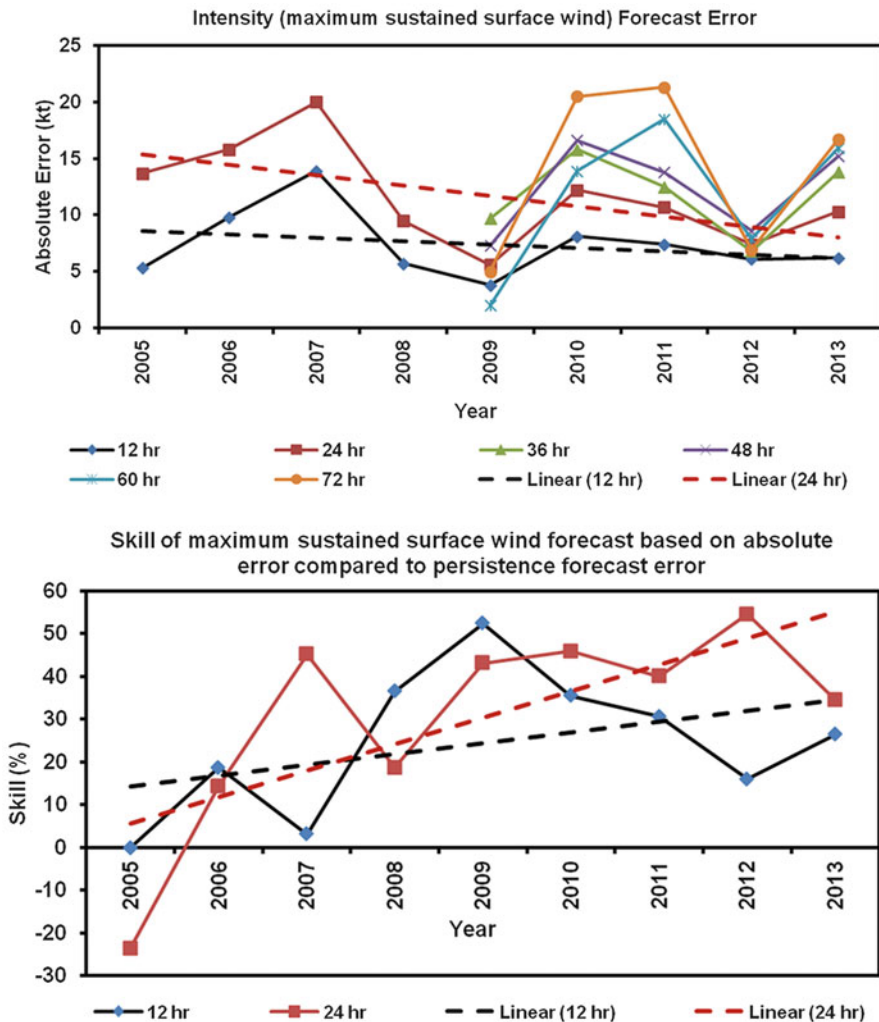 Intensity (maximum sustained surface wind) Forecast Error
25
20
15
10
5
0
Absolute Error (kt)
2005
2006
2007
2008
2009
2010
2011
2012
2013
Year
12 hr
24 hr
36 hr
48 hr
60 hr
72 hr
Linear (12 hr)
Linear (24 hr)
Skill of maximum sustained surface wind forecast based on absolute
error compared to persistence forecast error
60
50
40
30
20
10
0
-10
-20
-30
Skill (%)
2005
2006
2007
2008
2009
2010
2011
2012
2013
Year
12 hr
24 hr
Linear (12 hr)
Linear (24 hr)